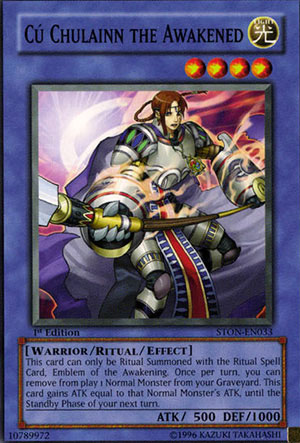 Cú Chulainn the Awakened
LIGHT
光
1st Edition
STON-EN033
[WARRIOR/RITUAL/EFFECT]
This card can only be Ritual Summoned with the Ritual Spell
Card, Emblem of the Awakening. Once per turn, you can
remove from play 1 Normal Monster from your Graveyard. This
card gains ATK equal to that Normal Monster's ATK, until the
Standby Phase of your next turn.
ATK/ 500 DEF/1000
10789972
©1996 KAZUKI TAKAHASHI